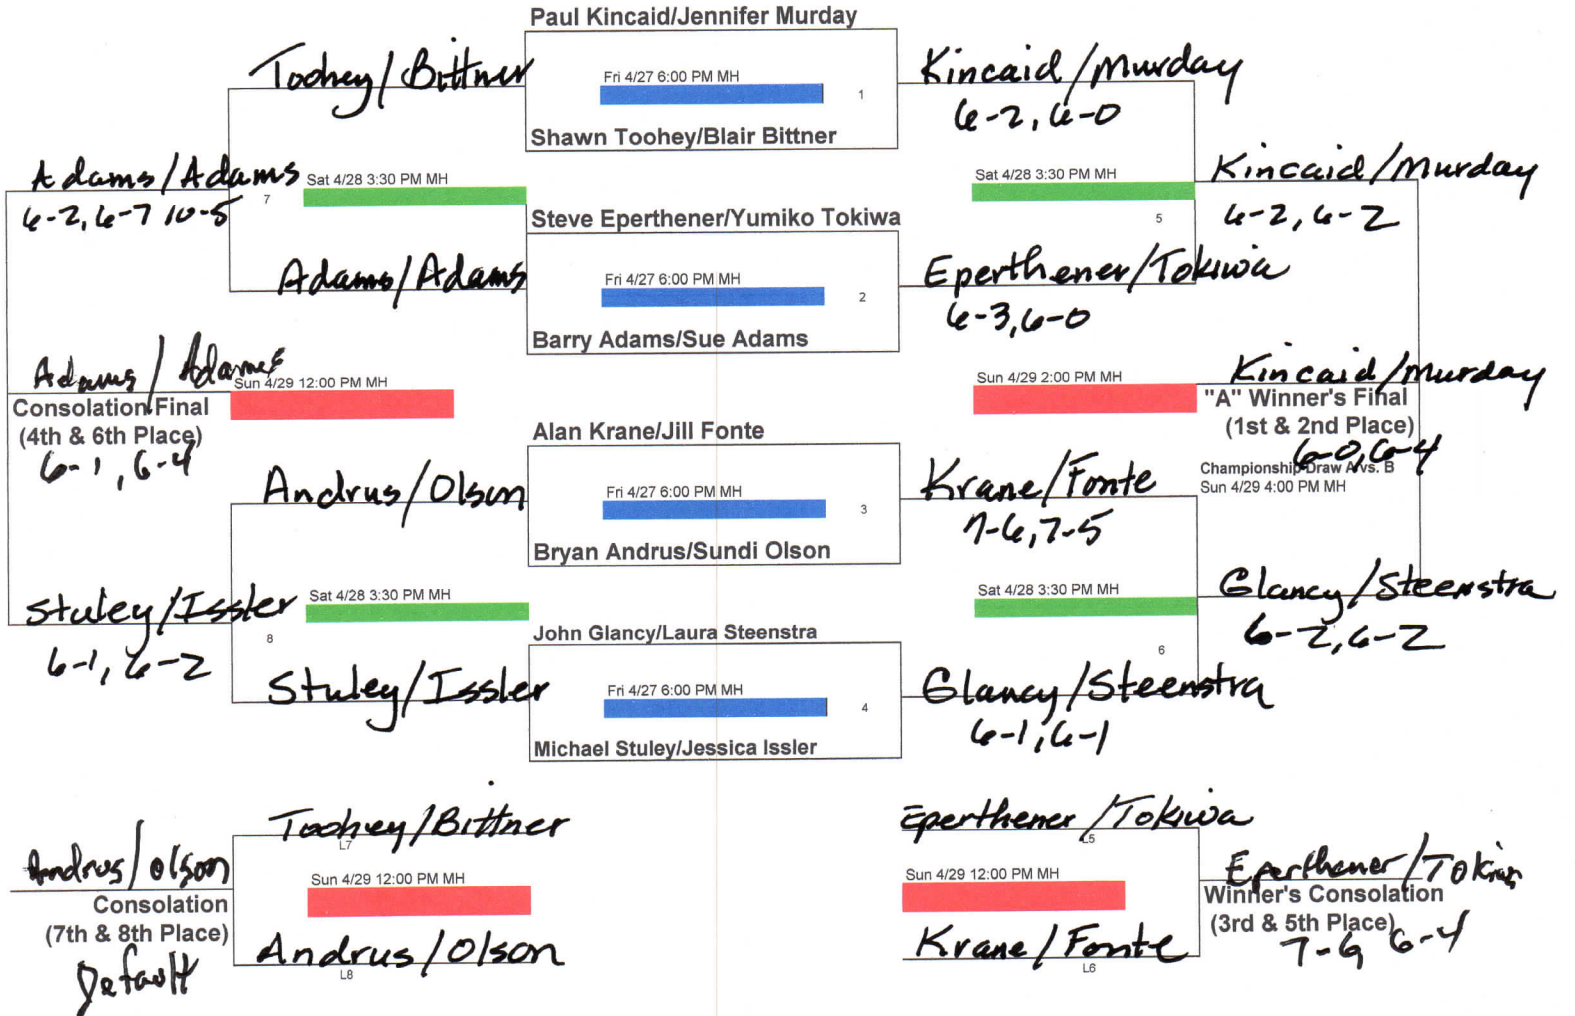 Paul Kincaid/Jennifer Murday
Toohey/Bittner
Fri 4/27 6:00 PM MH
1
Kincaid/Murday
6-2, 6-0
Shawn Toohey/Blair Bittner
Adams/Adams
6-2, 6-7 10-5
7
Sat 4/28 3:30 PM MH
Sat 4/28 3:30 PM MH
5
Kincaid/Murday
6-2, 6-2
Steve Eperthener/Yumiko Tokiwa
Adams/Adams
Fri 4/27 6:00 PM MH
2
Eperthener/Tokiwa
6-3, 6-0
Barry Adams/Sue Adams
Adams/Adams
Sun 4/29 12:00 PM MH
Consolation Final
(4th & 6th Place)
6-1, 6-4
Sun 4/29 2:00 PM MH
Kincaid/Murday
"A" Winner's Final
(1st & 2nd Place)
6-0, 6-4
Championship Draw A vs. B
Sun 4/29 4:00 PM MH
Alan Krane/Jill Fonte
Andrus/Olson
Fri 4/27 6:00 PM MH
3
Krane/Fonte
7-6, 7-5
Bryan Andrus/Sundi Olson
Stuley/Issler
6-1, 6-2
8
Sat 4/28 3:30 PM MH
Sat 4/28 3:30 PM MH
6
Glancy/Steenstra
6-2, 6-2
John Glancy/Laura Steenstra
Stuley/Issler
Fri 4/27 6:00 PM MH
4
Glancy/Steenstra
6-1, 6-1
Michael Stuley/Jessica Issler
Toohey/Bittner
L7
Andrus/Olson
Sun 4/29 12:00 PM MH
Consolation
(7th & 8th Place)
Default
Andrus/Olson
L8
Eperthener/Tokiwa
L5
Sun 4/29 12:00 PM MH
Eperthener/Tokiwa
Winner's Consolation
(3rd & 5th Place)
7-6 6-4
Krane/Fonte
L6